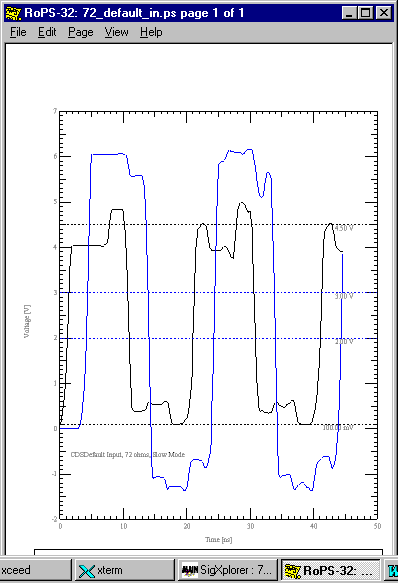 RoPS-32: 72_default_in.ps page 1 of 1
File Edit Page View Help
7
6
5
4.50 V
4
3.00 V
3
Voltage [V]
2.00 V
2
1
100.00 mV
0
CDSDefault Input, 72 ohms, Slow Mode
-1
-2
0 10 20 30 40 50
Time [ns]
xceed xterm SigXplorer : 7... RoPS-32: ...